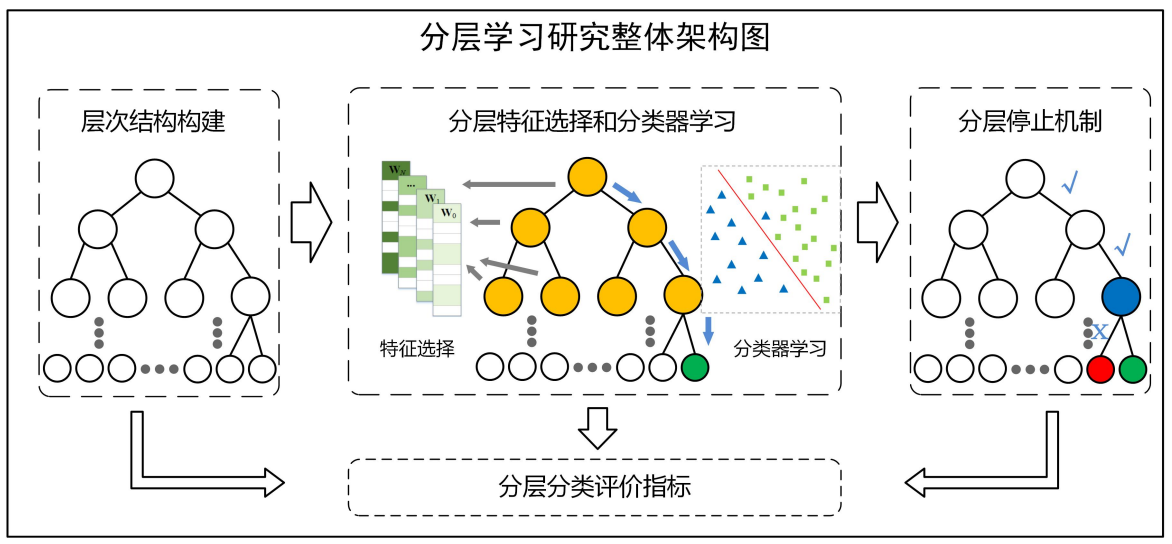 分层学习研究整体架构图
层次结构构建
分层特征选择和分类器学习
分层停止机制
W_N
...
W_1
W_0
√
√
X
特征选择
分类器学习
分层分类评价指标